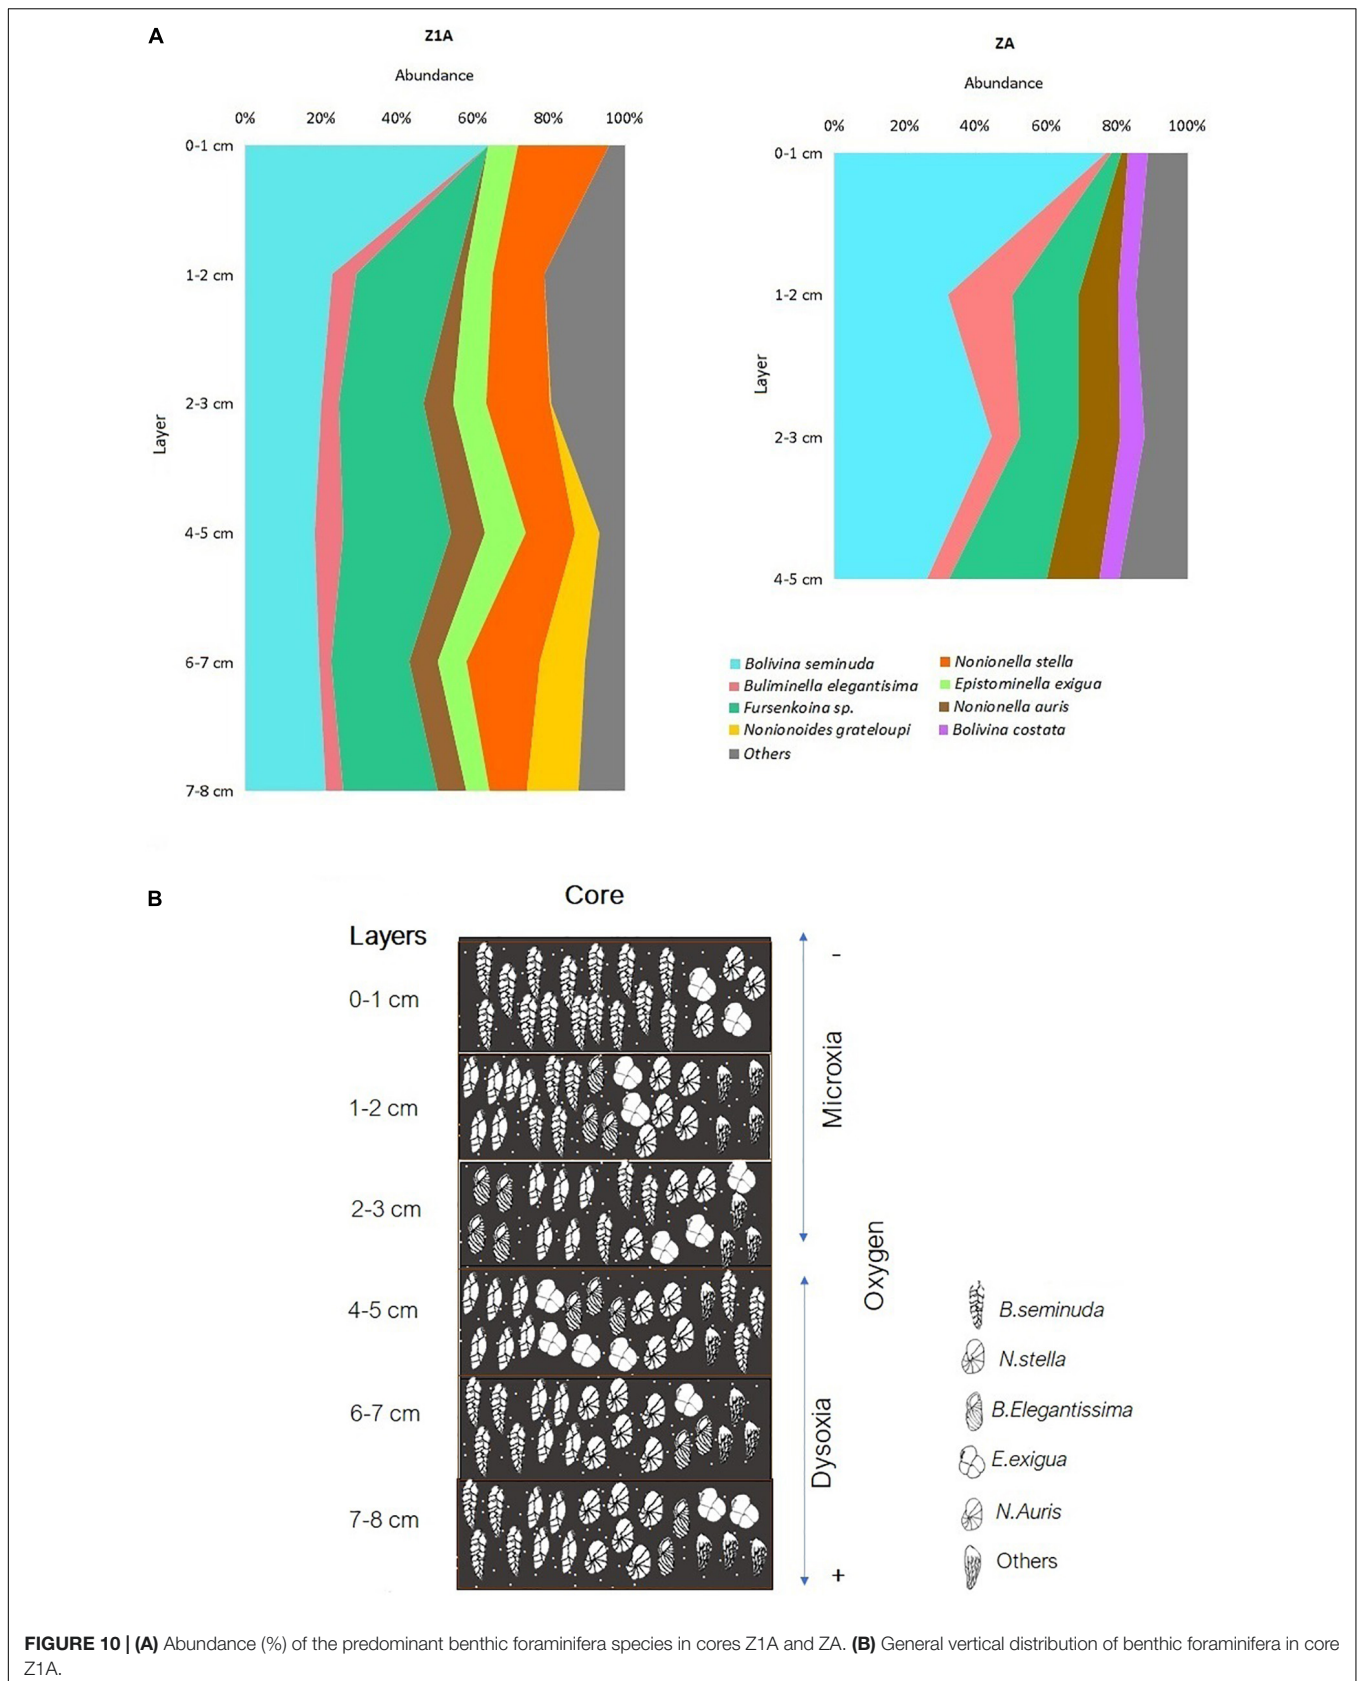 A
Z1A
Abundance
0% 20% 40% 60% 80% 100%
Layer
0-1 cm
1-2 cm
2-3 cm
4-5 cm
6-7 cm
7-8 cm
ZA
Abundance
0% 20% 40% 60% 80% 100%
Layer
0-1 cm
1-2 cm
2-3 cm
4-5 cm
Bolivina seminuda
Buliminella elegantisima
Fursenkoina sp.
Nonionoides grateloupi
Others
Nonionella stella
Epistominella exigua
Nonionella auris
Bolivina costata
B
Core
Layers
0-1 cm
1-2 cm
2-3 cm
4-5 cm
6-7 cm
7-8 cm
-
Microxia
Oxygen
Dysoxia
+
B.seminuda
N.stella
B.Elegantissima
E.exigua
N.Auris
Others
FIGURE 10 | (A) Abundance (%) of the predominant benthic foraminifera species in cores Z1A and ZA. (B) General vertical distribution of benthic foraminifera in core
Z1A.